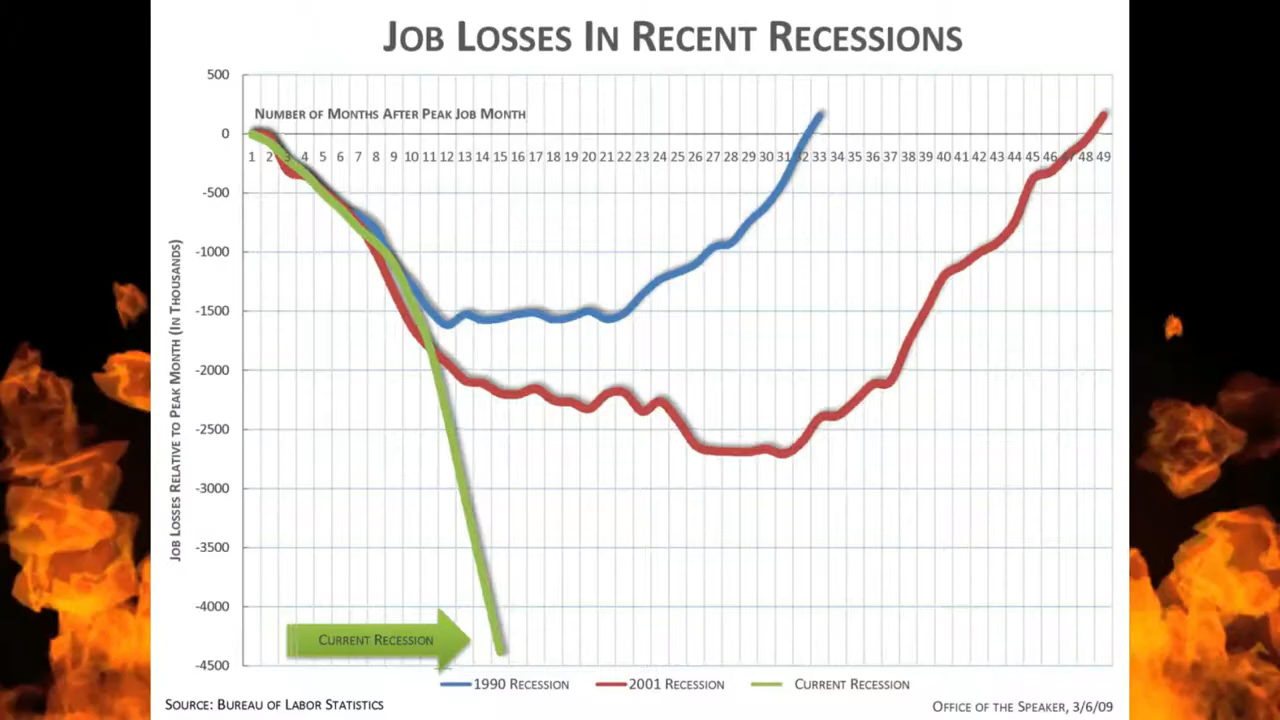 JOB LOSSES IN RECENT RECESSIONS
500
NUMBER OF MONTHS AFTER PEAK JOB MONTH
0
1 2 3 4 5 6 7 8 9 10 11 12 13 14 15 16 17 18 19 20 21 22 23 24 25 26 27 28 29 30 31 32 33 34 35 36 37 38 39 40 41 42 43 44 45 46 47 48 49
-500
-1000
-1500
-2000
-2500
-3000
-3500
-4000
-4500
JOB LOSSES RELATIVE TO PEAK MONTH (IN THOUSANDS)
CURRENT RECESSION
1990 RECESSION 2001 RECESSION CURRENT RECESSION
SOURCE: BUREAU OF LABOR STATISTICS
OFFICE OF THE SPEAKER, 3/6/09